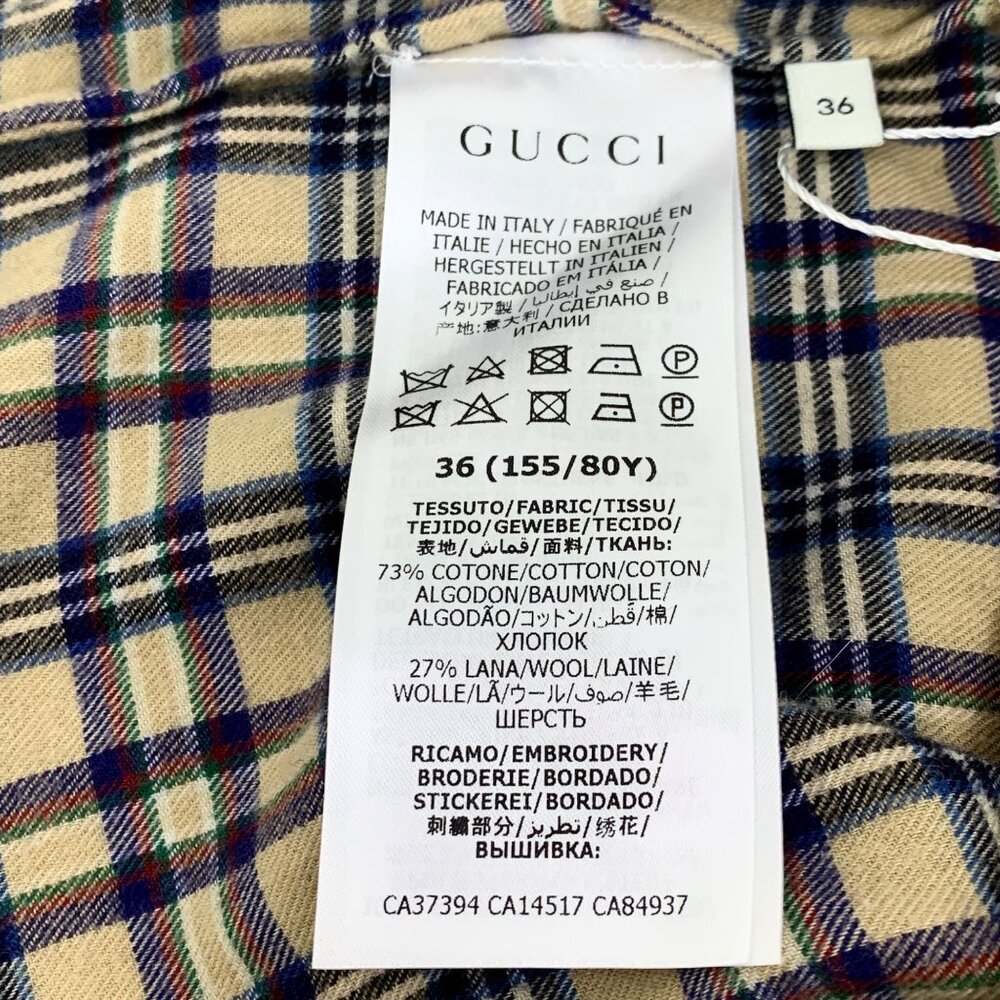 GUCCI
36
MADE IN ITALY / FABRIQUÉ EN
ITALIE / HECHO EN ITALIA /
HERGESTELLT IN ITALIEN /
FABRICADO EM ITÁLIA /
イタリア製 / صنع في إيطاليا /
产地:意大利 / СДЕЛАНО В
ИТАЛИИ
P
P
36 (155/80Y)
TESSUTO/FABRIC/TISSU/
TEJIDO/GEWEBE/TECIDO/
表地/قماش/面料/ТКАНЬ:
73% COTONE/COTTON/COTON/
ALGODON/BAUMWOLLE/
ALGODÃO/コットン/قطن/棉/
ХЛОПОК
27% LANA/WOOL/LAINE/
WOLLE/LÃ/ウール/صوف/羊毛/
ШЕРСТЬ
RICAMO/EMBROIDERY/
BRODERIE/BORDADO/
STICKEREI/BORDADO/
刺繍部分/تطريز/绣花/
ВЫШИВКА:
CA37394 CA14517 CA84937